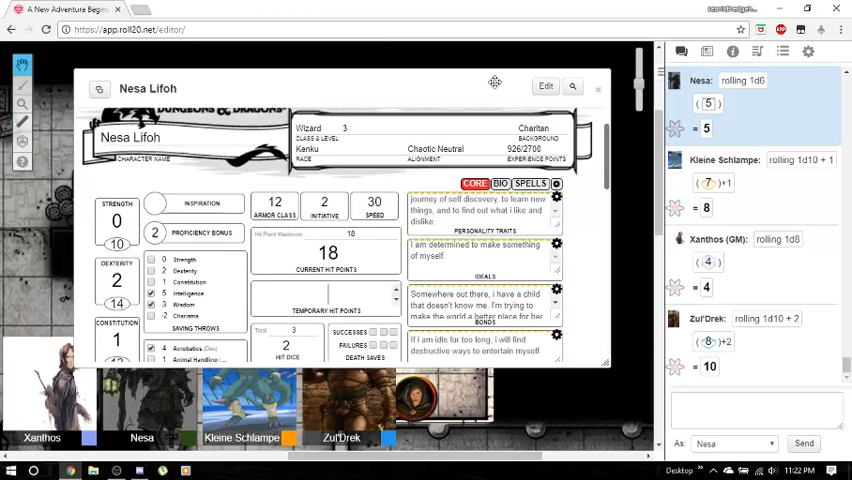 A New Adventure Begin
https://app.roll20.net/editor/
Nesa Lifoh
Edit
DUNGEONS & DRAGONS
Nesa Lifoh
CHARACTER NAME
Wizard 3
CLASS & LEVEL
Charltan
BACKGROUND
Kenku
RACE
Chaotic Neutral
ALIGNMENT
926/2700
EXPERIENCE POINTS
CORE BIO SPELLS
STRENGTH
0
10
DEXTERITY
2
14
CONSTITUTION
1
INSPIRATION
2 PROFICIENCY BONUS
0 Strength
2 Dexterity
1 Constitution
5 Intelligence
3 Wisdom
-2 Charisma
SAVING THROWS
4 Acrobatics (Dex)
1 Animal Handling
12
ARMOR CLASS
2
INITIATIVE
30
SPEED
Hit Point Maximum 18
18
CURRENT HIT POINTS
TEMPORARY HIT POINTS
Total 3
2
HIT DICE
SUCCESSES
FAILURES
DEATH SAVES
journey of self discovery, to learn new
things, and to find out what i like and
dislike
PERSONALITY TRAITS
I am determined to make something
of myself.
IDEALS
Somewhere out there, i have a child
that doesn't know me. I'm trying to
make the world a better place for her
BONDS
If i am idle for too long, i will find
destructive ways to entertain myself
Xanthos
Nesa
Kleine Schlampe
Zul'Drek
Nesa: rolling 1d6
(5)
= 5
Kleine Schlampe: rolling 1d10 + 1
(7)+1
= 8
Xanthos (GM): rolling 1d8
(4)
= 4
Zul'Drek: rolling 1d10 + 2
(8)+2
= 10
As: Nesa
Send
Desktop
11:22 PM